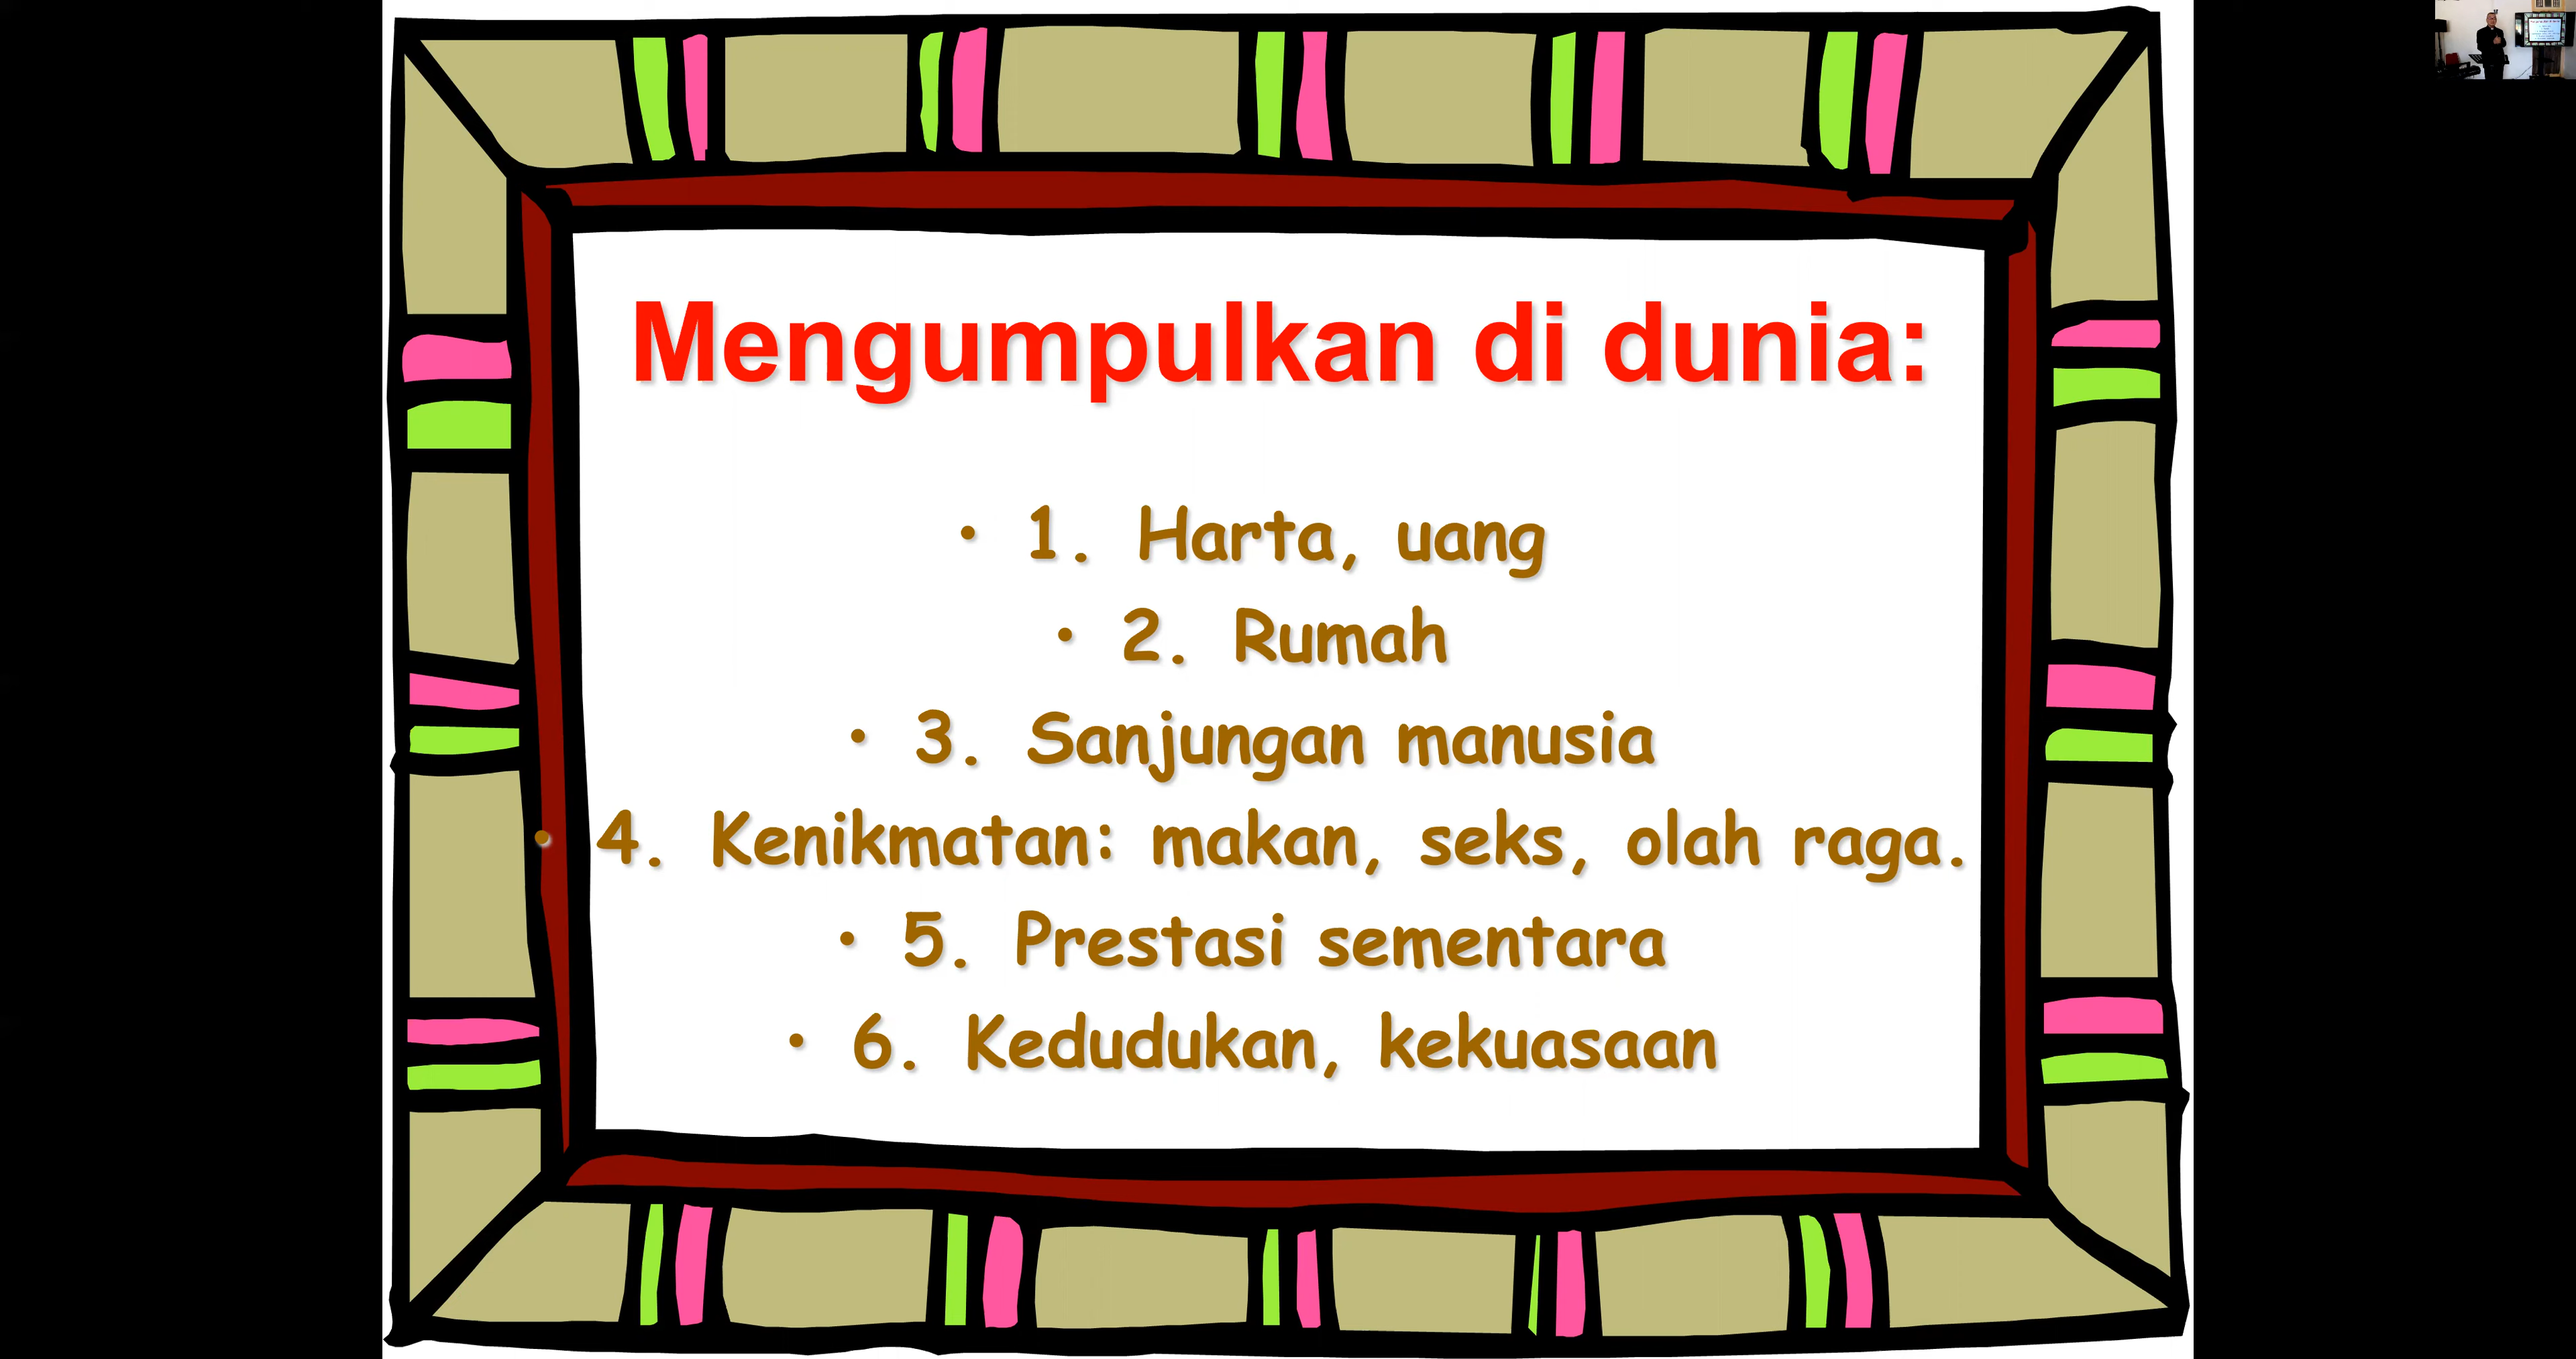 Mengumpulkan di dunia:
• 1. Harta, uang
• 2. Rumah
• 3. Sanjungan manusia
• 4. Kenikmatan: makan, seks, olah raga.
• 5. Prestasi sementara
• 6. Kedudukan, kekuasaan